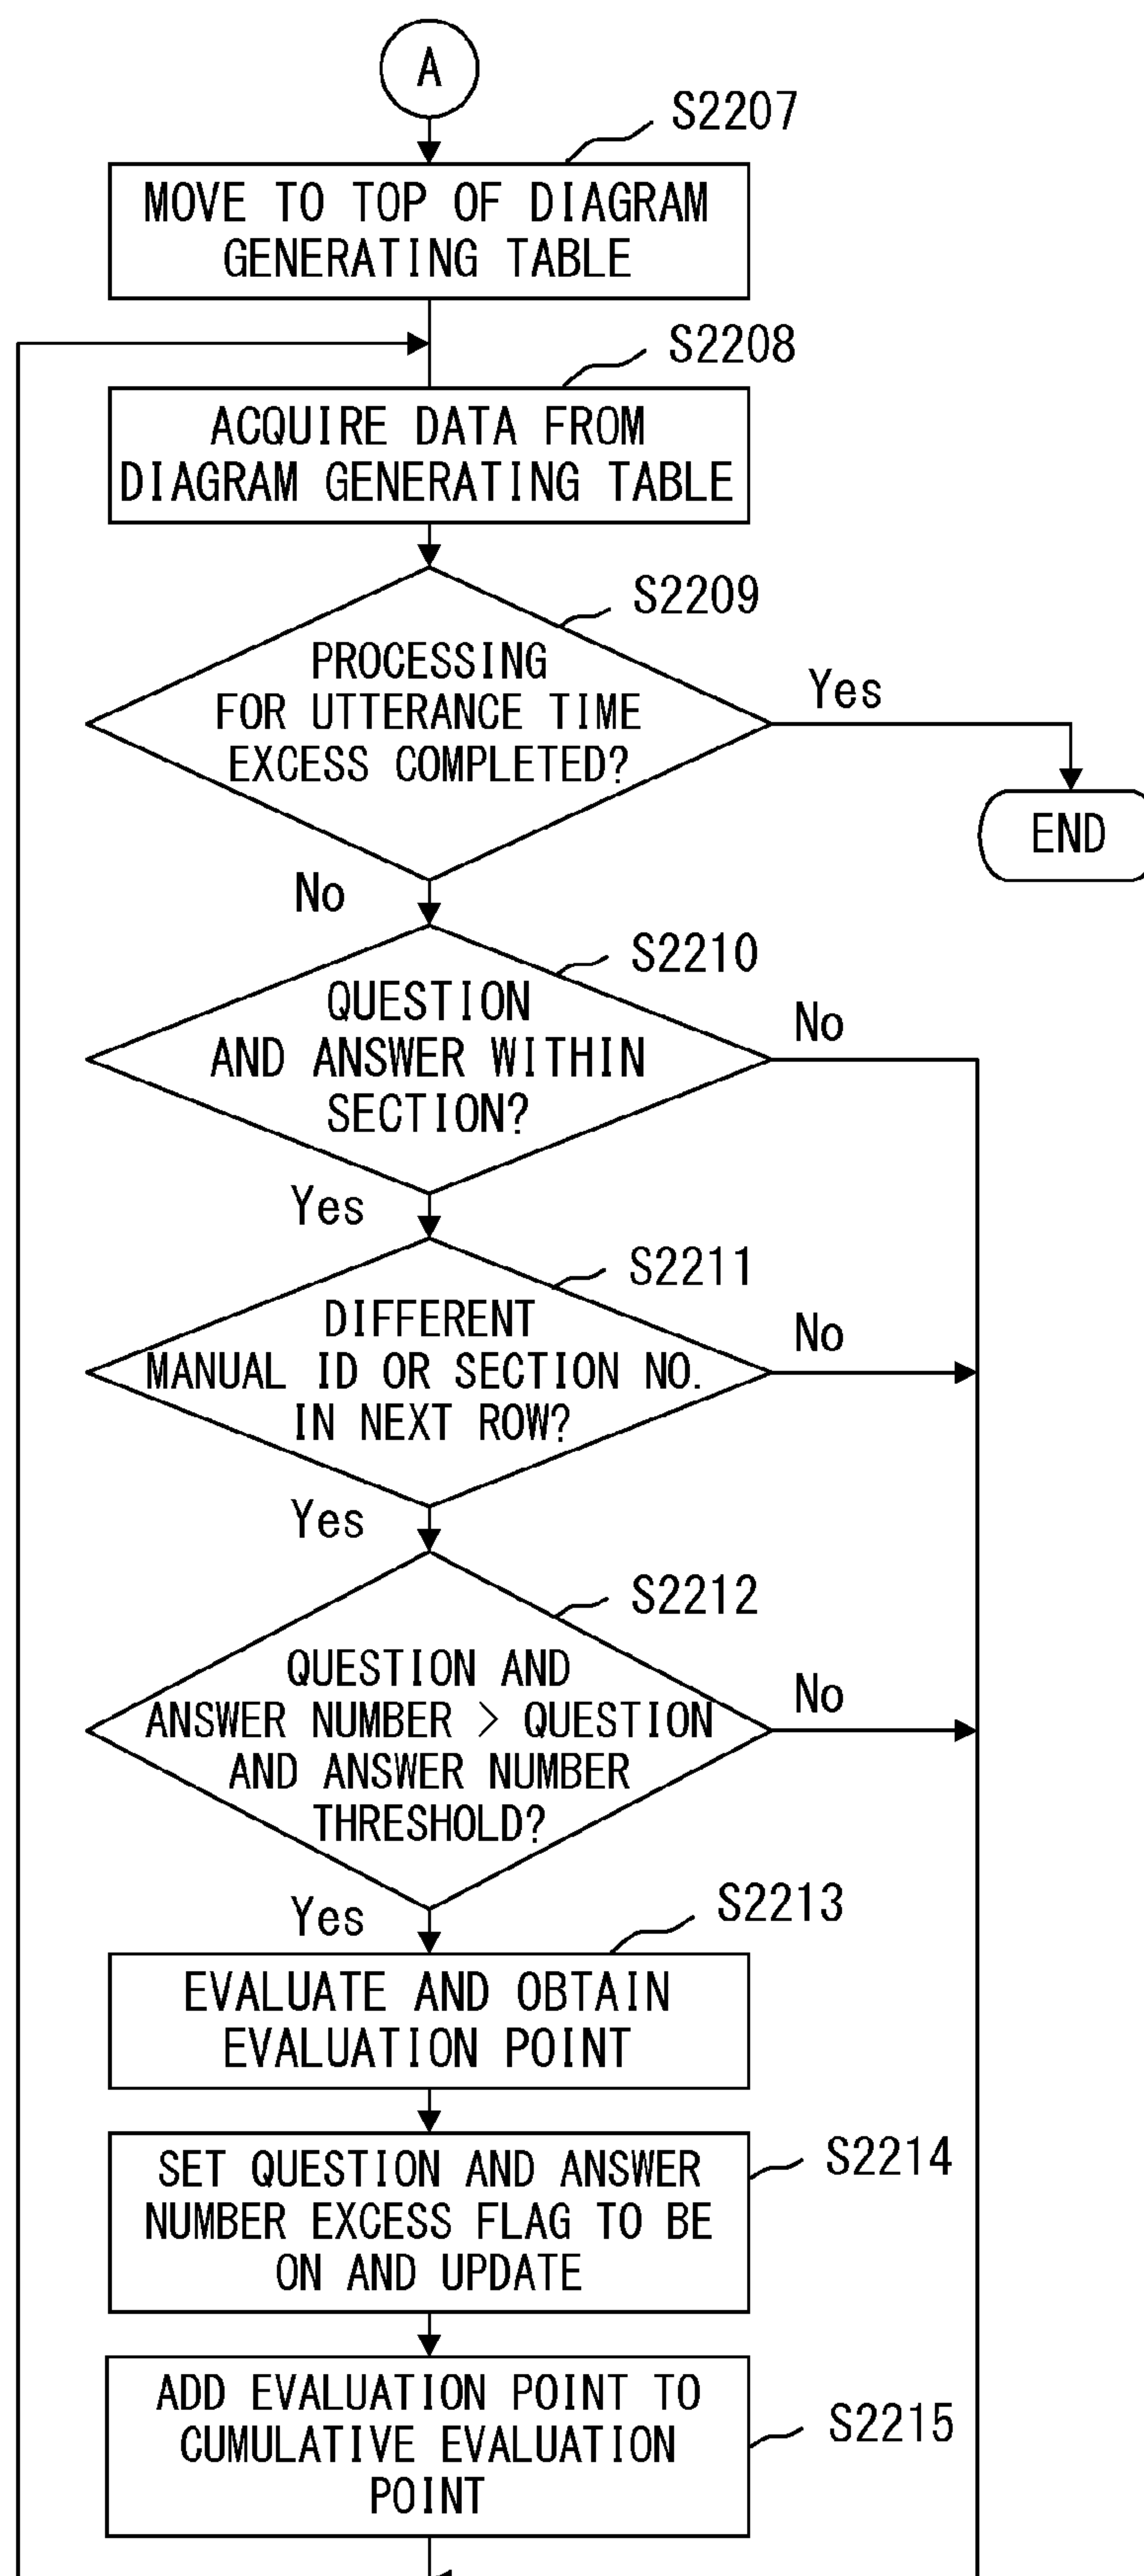 A
S2207
MOVE TO TOP OF DIAGRAM
GENERATING TABLE
S2208
ACQUIRE DATA FROM
DIAGRAM GENERATING TABLE
S2209
PROCESSING
FOR UTTERANCE TIME
EXCESS COMPLETED?
Yes
END
No
S2210
QUESTION
AND ANSWER WITHIN
SECTION?
No
Yes
S2211
DIFFERENT
MANUAL ID OR SECTION NO.
IN NEXT ROW?
No
Yes
S2212
QUESTION AND
ANSWER NUMBER > QUESTION
AND ANSWER NUMBER
THRESHOLD?
No
Yes
S2213
EVALUATE AND OBTAIN
EVALUATION POINT
S2214
SET QUESTION AND ANSWER
NUMBER EXCESS FLAG TO BE
ON AND UPDATE
ADD EVALUATION POINT TO
CUMULATIVE EVALUATION
POINT
S2215